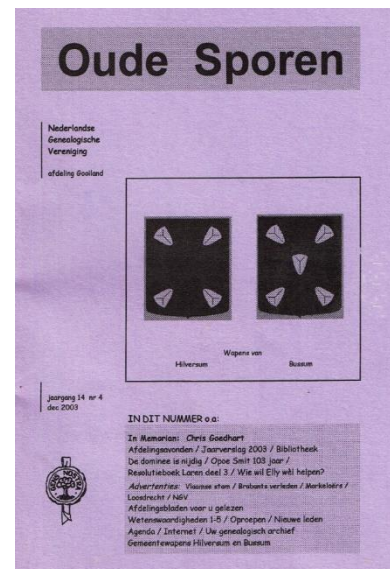 Oude Sporen
Nederlandse
Genealogische
Vereniging
afdeling Gooiland
Wapens van
Hilversum Bussum
jaargang 14 nr 4
dec 2003
IN DIT NUMMER o.a:
In Memorian: Chris Goedhart
Afdelingsavonden / Jaarverslag 2003 / Bibliotheek
De dominee is nijdig / Opoe Smit 103 jaar /
Resolutieboek Laren deel 3 / Wie wil Elly wèl helpen?
Advertenties: Vlaamse stam / Brabants verleden / Markeloërs /
Loosdrecht / NGV
Afdelingsbladen voor u gelezen
Wetenswaardigheden 1-5 / Oproepen / Nieuwe leden
Agenda / Internet / Uw genealogisch archief
Gemeentewapens Hilversum en Bussum